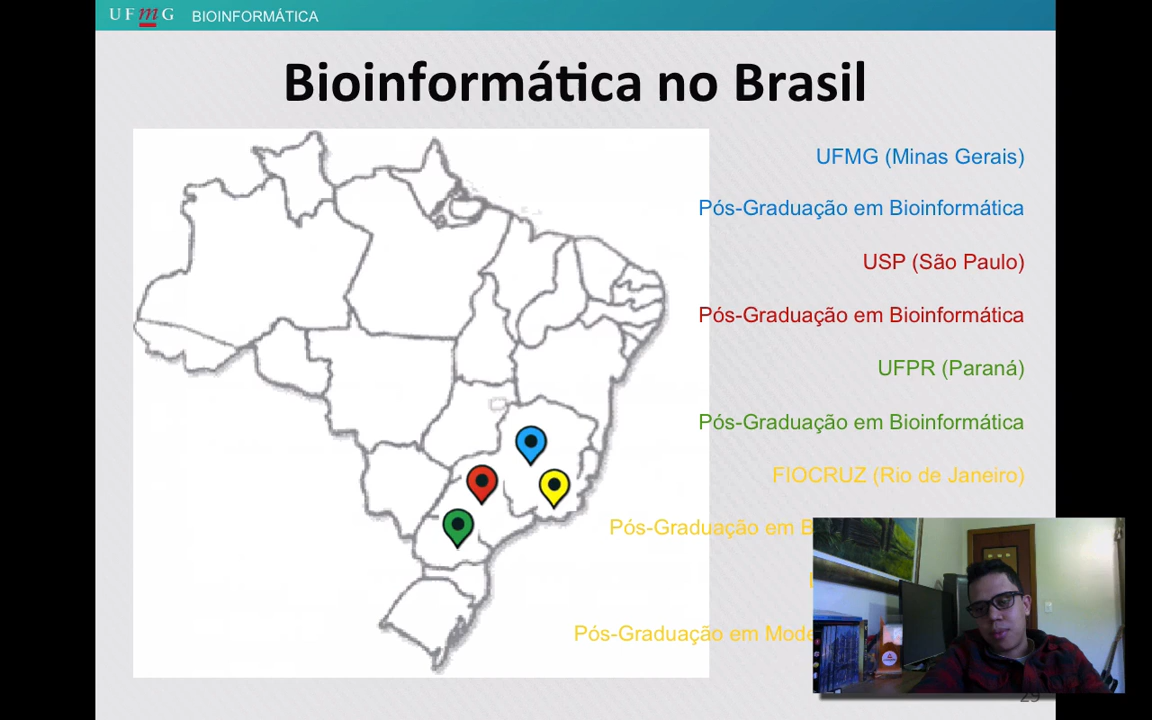 UFmG BIOINFORMÁTICA
Bioinformática no Brasil
UFMG (Minas Gerais)
Pós-Graduação em Bioinformática
USP (São Paulo)
Pós-Graduação em Bioinformática
UFPR (Paraná)
Pós-Graduação em Bioinformática
FIOCRUZ (Rio de Janeiro)
Pós-Graduação em B
Pós-Graduação em Mode
29